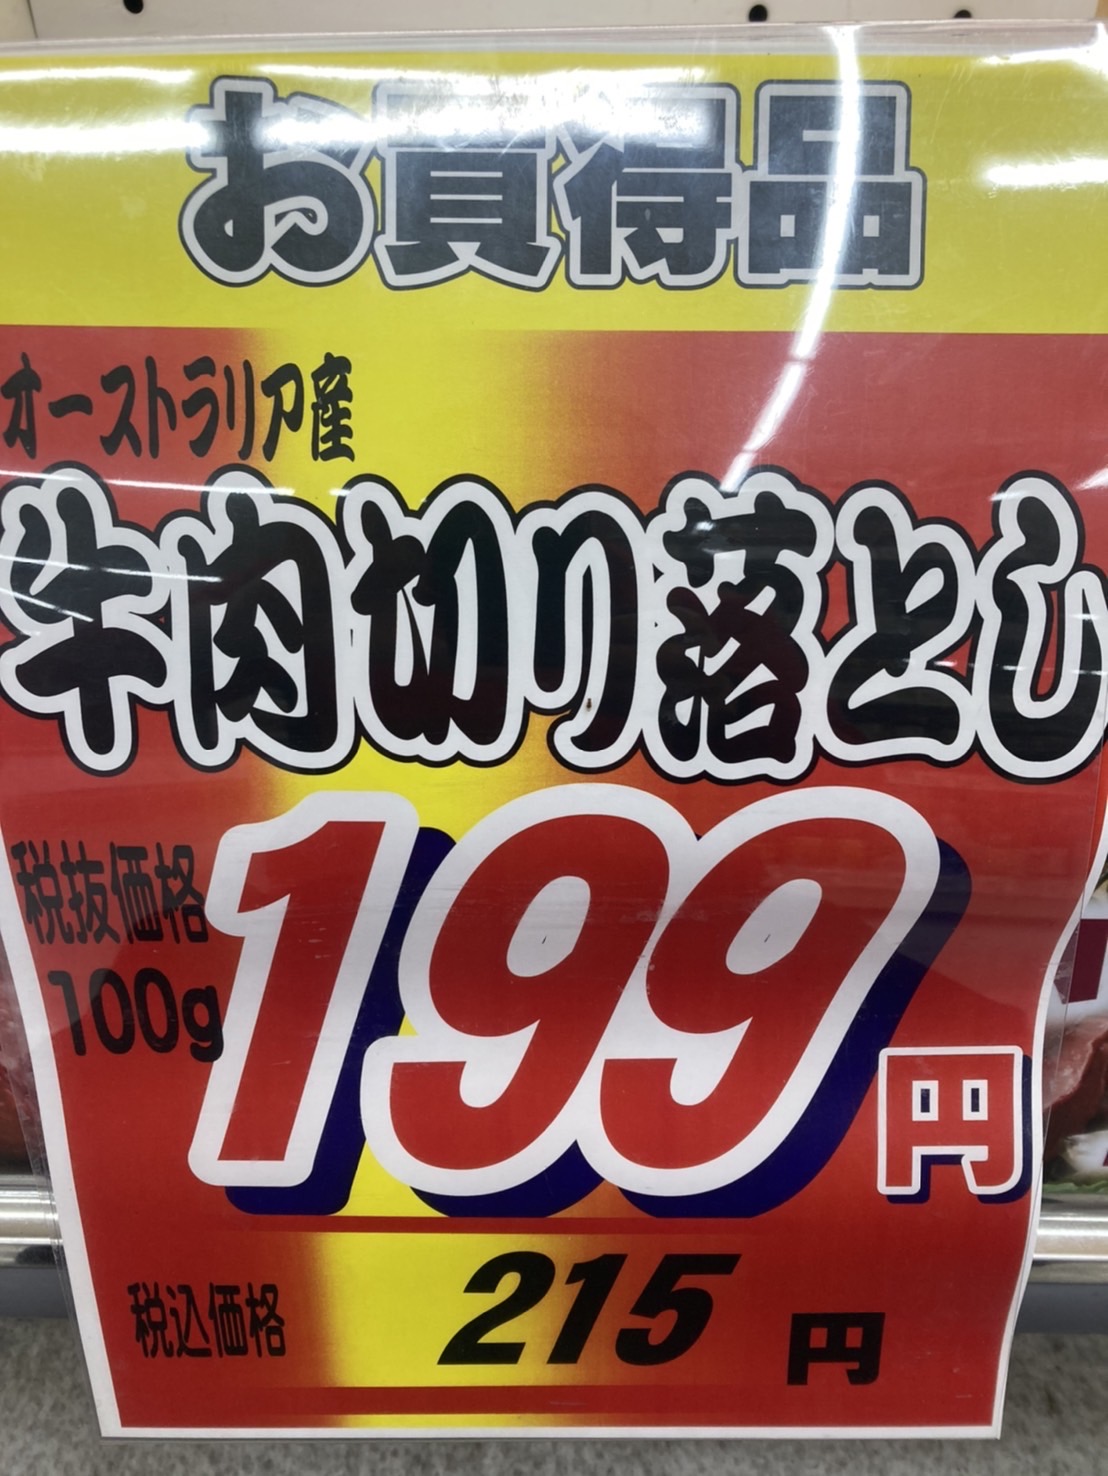 お買得品
オーストラリア産
牛肉切り落とし
税抜価格
100g
199円
税込価格 215円